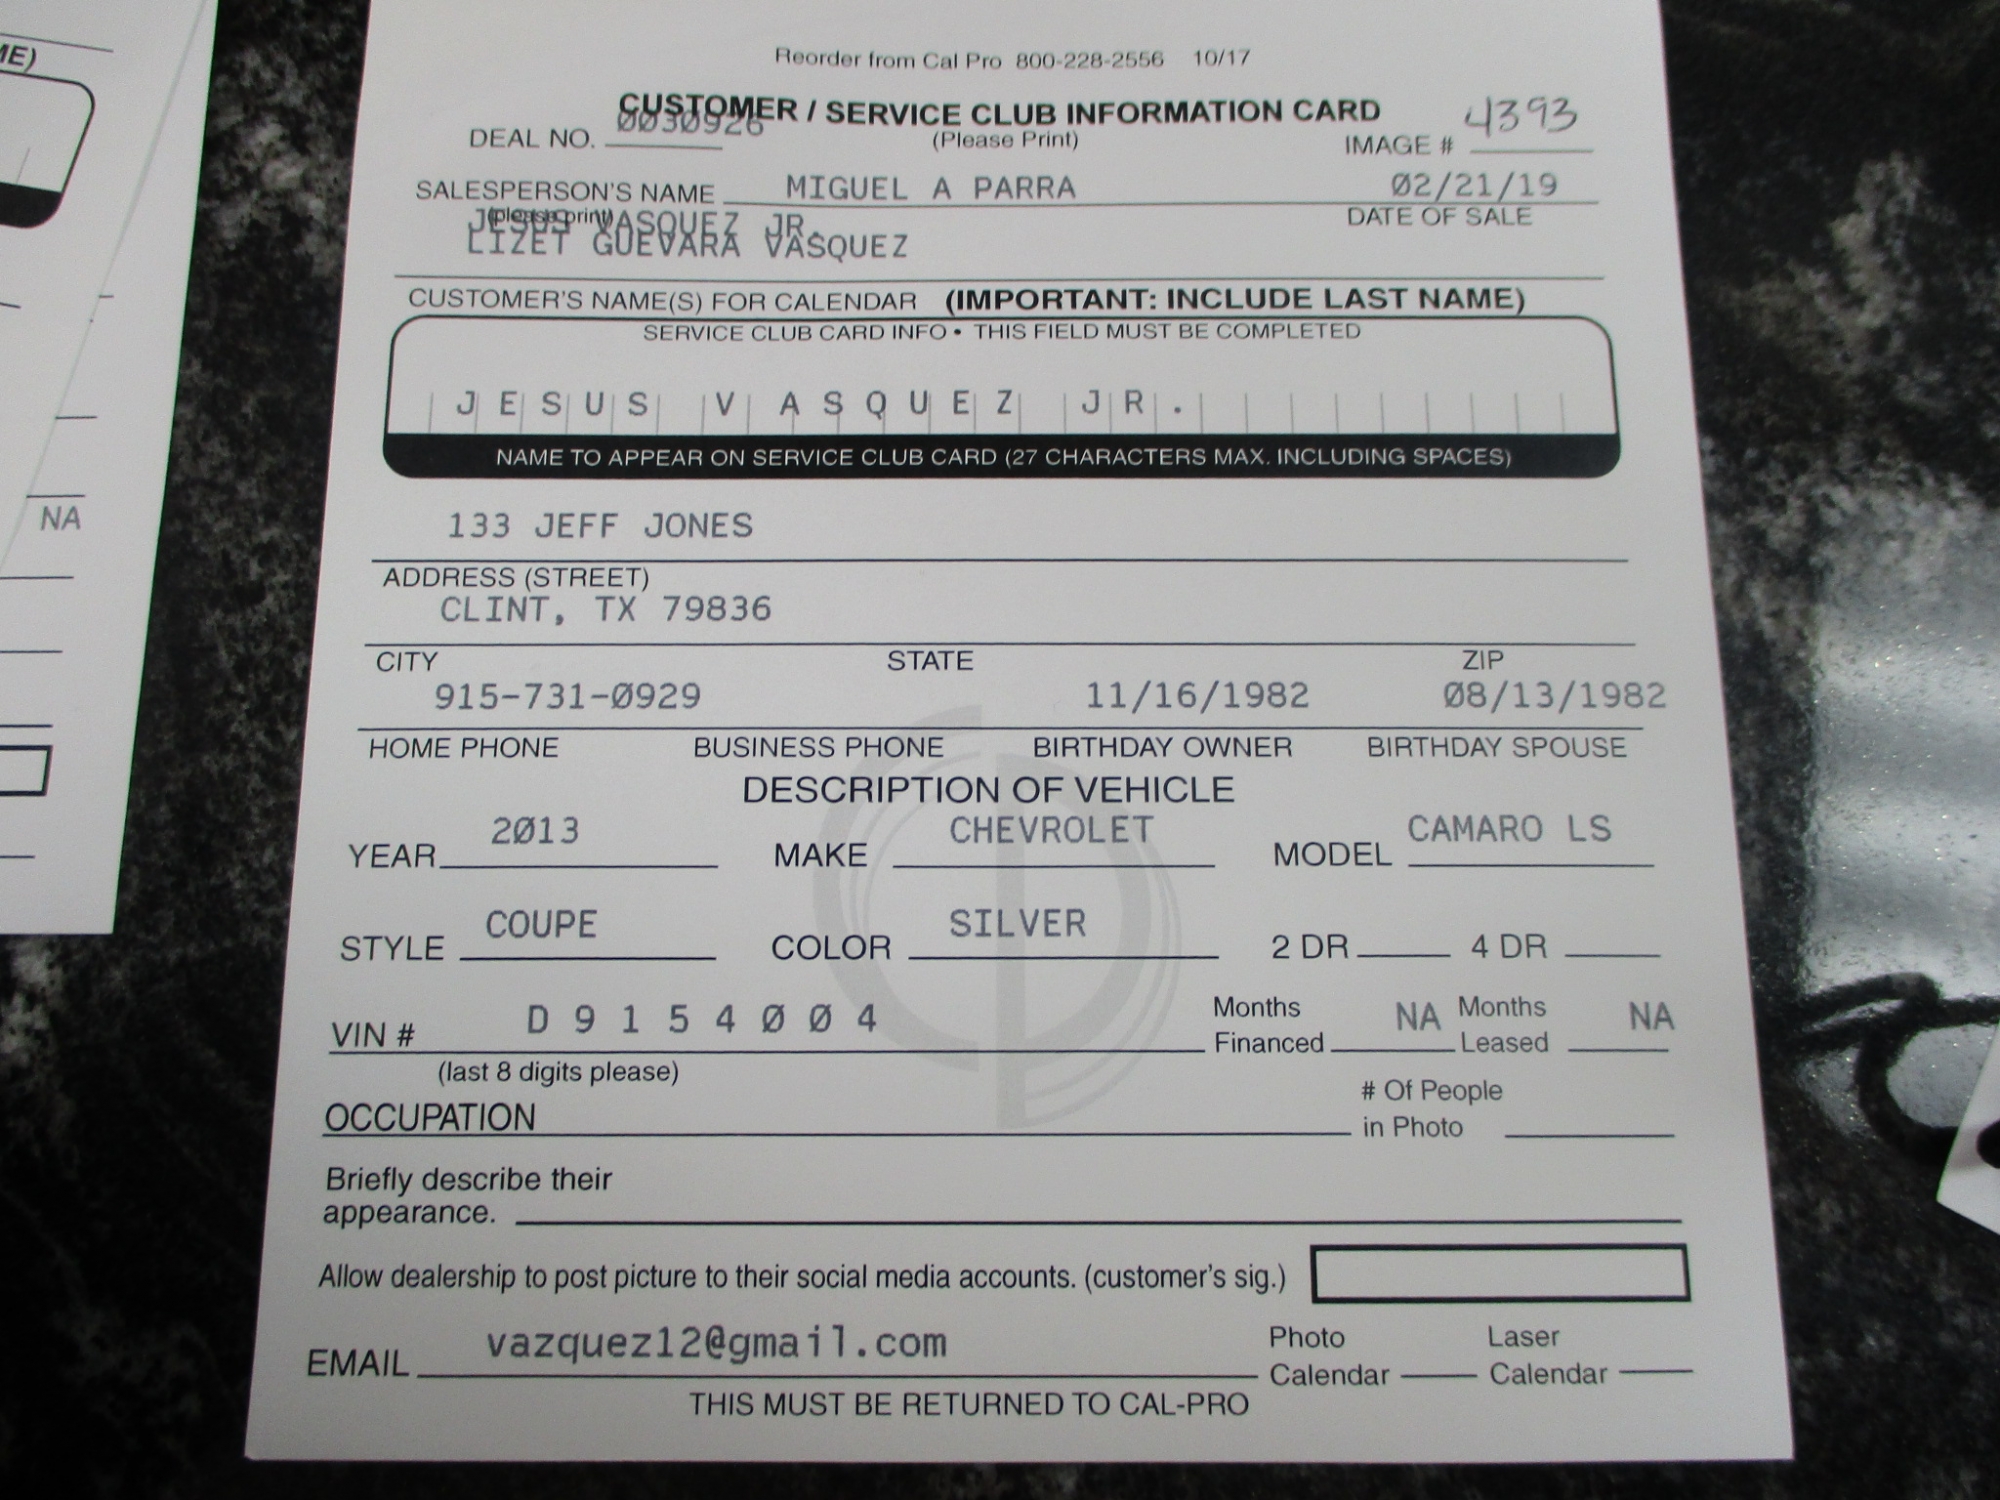 ME)
NA
Reorder from Cal Pro 800-228-2556 10/17
CUSTOMER / SERVICE CLUB INFORMATION CARD
DEAL NO. 0030926 (Please Print) IMAGE # 4393
SALESPERSON'S NAME MIGUEL A PARRA 02/21/19
(please print) DATE OF SALE
JESUS VASQUEZ JR.
LIZET GUEVARA VASQUEZ
CUSTOMER'S NAME(S) FOR CALENDAR (IMPORTANT: INCLUDE LAST NAME)
SERVICE CLUB CARD INFO • THIS FIELD MUST BE COMPLETED
JESUS VASQUEZ JR.
NAME TO APPEAR ON SERVICE CLUB CARD (27 CHARACTERS MAX. INCLUDING SPACES)
133 JEFF JONES
ADDRESS (STREET)
CLINT, TX 79836
CITY STATE ZIP
915-731-0929 11/16/1982 08/13/1982
HOME PHONE BUSINESS PHONE BIRTHDAY OWNER BIRTHDAY SPOUSE
DESCRIPTION OF VEHICLE
YEAR 2013 MAKE CHEVROLET MODEL CAMARO LS
STYLE COUPE COLOR SILVER 2 DR 4 DR
VIN # D9154004 Months Financed NA Months Leased NA
(last 8 digits please)
OCCUPATION # Of People in Photo
Briefly describe their
appearance.
Allow dealership to post picture to their social media accounts. (customer's sig.)
EMAIL vazquez12@gmail.com Photo Calendar Laser Calendar
THIS MUST BE RETURNED TO CAL-PRO